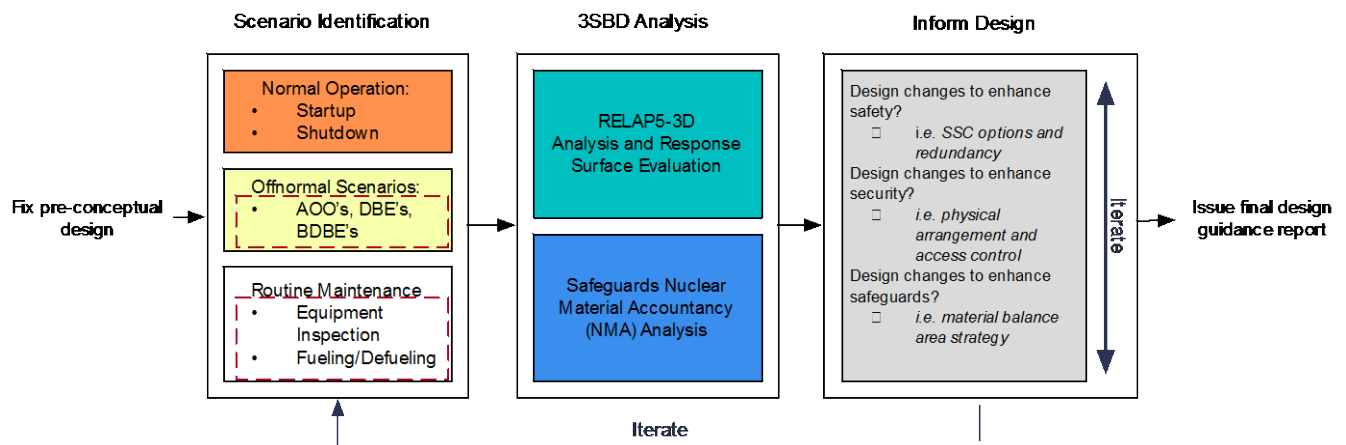 Scenario Identification
3SBD Analysis
Inform Design
Fix pre-conceptual
design
Normal Operation:
• Startup
• Shutdown
Offnormal Scenarios:
• AOO's, DBE's,
BDBE's
Routine Maintenance
• Equipment
Inspection
• Fueling/Defueling
RELAP5-3D
Analysis and Response
Surface Evaluation
Safeguards Nuclear
Material Accountancy
(NMA) Analysis
Design changes to enhance
safety?
i.e. SSC options and
redundancy
Design changes to enhance
security?
i.e. physical
arrangement and
access control
Design changes to enhance
safeguards?
i.e. material balance
area strategy
Iterate
Issue final design
guidance report
Iterate